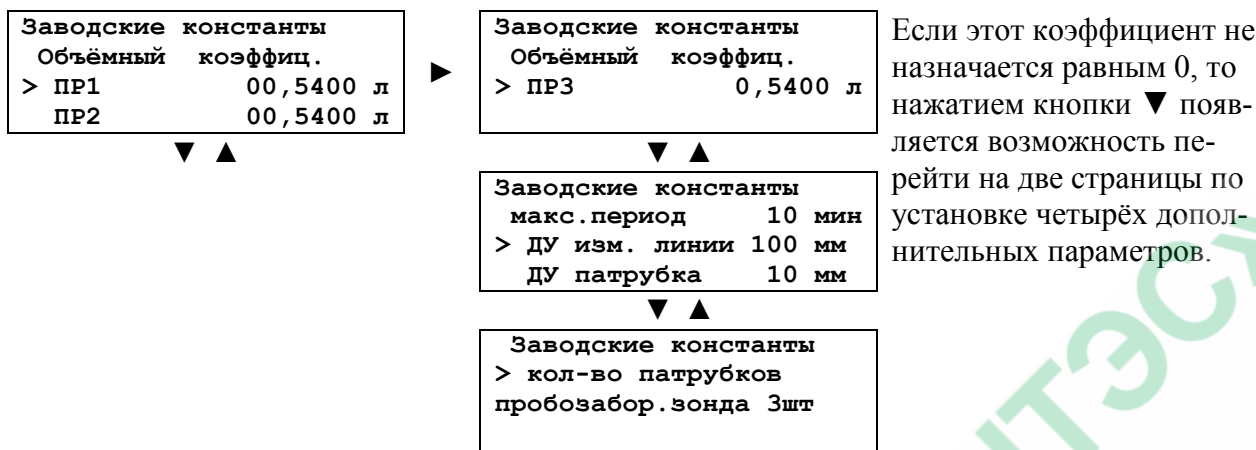 Заводские константы
Объёмный коэффиц.
> ПР1 00,5400 л
ПР2 00,5400 л
▼ ▲
►
Заводские константы
Объёмный коэффиц.
> ПР3 0,5400 л
▼ ▲
Заводские константы
макс.период 10 мин
> ДУ изм. линии 100 мм
ДУ патрубка 10 мм
▼ ▲
Заводские константы
> кол-во патрубков
пробозабор.зонда 3шт
Если этот коэффициент не
назначается равным 0, то
нажатием кнопки ▼ появ-
ляется возможность пе-
рейти на две страницы по
установке четырёх допол-
нительных параметров.